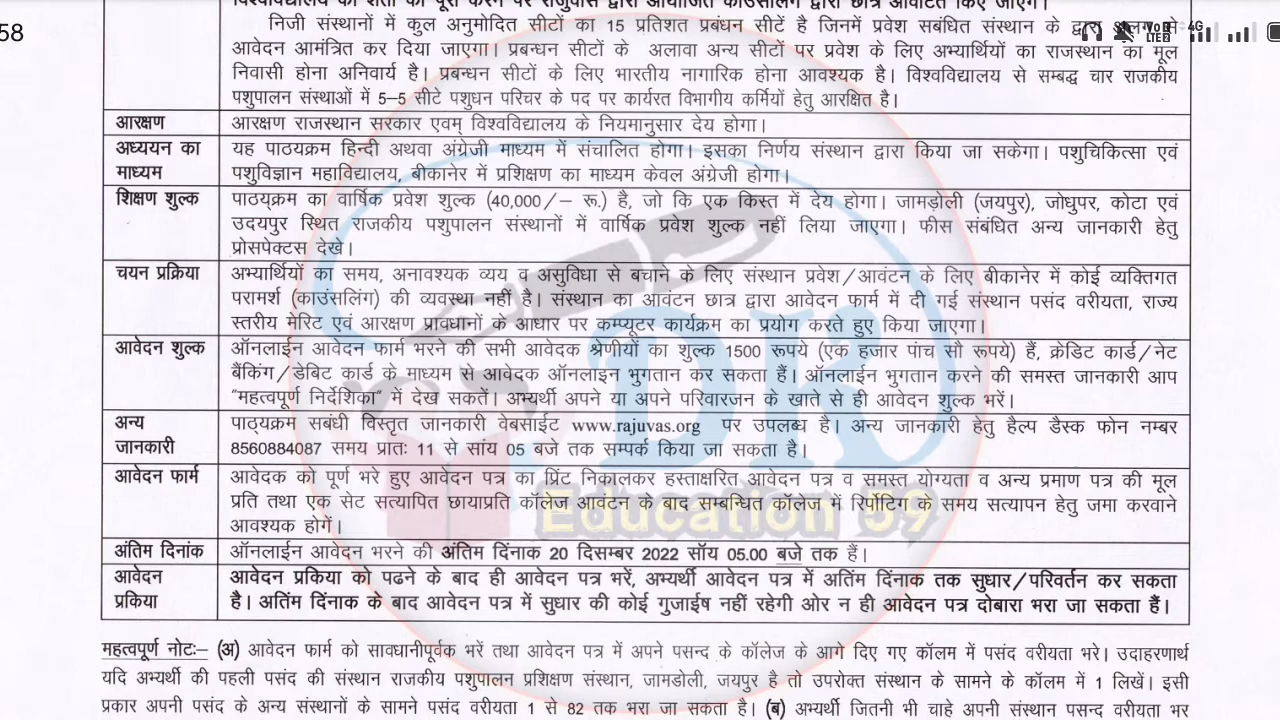 58
विश्वविद्यालय की शर्तों को पूरा करने पर राजुवास द्वारा आयोजित काउंसलिंग द्वारा छात्र आवंटित किए जाएंगे।
निजी संस्थानों में कुल अनुमोदित सीटों का 15 प्रतिशत प्रबंधन सीटें है जिनमें प्रवेश सबंधित संस्थान के द्वारा
आवेदन आमंत्रित कर दिया जाएगा। प्रबन्धन सीटों के अलावा अन्य सीटों पर प्रवेश के लिए अभ्यार्थियों का राजस्थान का मूल
निवासी होना अनिवार्य है। प्रबन्धन सीटों के लिए भारतीय नागारिक होना आवश्यक है। विश्वविद्यालय से सम्बद्ध चार राजकीय
पशुपालन संस्थाओं में 5–5 सीटे पशुधन परिचर के पद पर कार्यरत विभागीय कर्मियों हेतु आरक्षित है।
आरक्षण आरक्षण राजस्थान सरकार एवम् विश्वविद्यालय के नियमानुसार देय होगा।
अध्ययन का यह पाठयक्रम हिन्दी अथवा अंग्रेजी माध्यम में संचालित होगा। इसका निर्णय संस्थान द्वारा किया जा सकेगा। पशुचिकित्सा एवं
माध्यम पशुविज्ञान महाविद्यालय, बीकानेर में प्रशिक्षण का माध्यम केवल अंग्रेजी होगा।
शिक्षण शुल्क पाठय्क्रम का वार्षिक प्रवेश शुल्क (40,000/– रू.) है, जो कि एक किस्त में देय होगा। जामड़ोली (जयपुर), जोघुपर, कोटा एवं
उदयपुर स्थित राजकीय पशुपालन संस्थानों में वार्षिक प्रवेश शुल्क नहीं लिया जाएगा। फीस संबंधित अन्य जानकारी हेतु
प्रोसपेक्टस देखे।
चयन प्रक्रिया अभ्यार्थियों का समय, अनावश्यक व्यय व असुविधा से बचाने के लिए संस्थान प्रवेश/आवंटन के लिए बीकानेर में कोई व्यक्तिगत
परामर्श (काउंसलिंग) की व्यवस्था नहीं है। संस्थान का आवंटन छात्र द्वारा आवेदन फार्म में दी गई संस्थान पसंद वरीयता, राज्य
स्तरीय मेरिट एवं आरक्षण प्रावधानों के आधार पर कम्प्यूटर कार्यक्रम का प्रयोग करते हुए किया जाएगा।
आवेदन शुल्क ऑनलाईन आवेदन फार्म भरने की सभी आवेदक श्रेणीयों का शुल्क 1500 रूपये (एक हजार पांच सौ रूपये) हैं, क्रेडिट कार्ड/नेट
बैंकिंग/डेबिट कार्ड के माध्यम से आवेदक ऑनलाईन भुगतान कर सकता हैं। ऑनलाईन भुगतान करने की समस्त जानकारी आप
"महत्वपूर्ण निर्देशिका" में देख सकतें। अभ्यर्थी अपने या अपने परिवारजन के खाते से ही आवेदन शुल्क भरें।
अन्य पाठ्यक्रम सबंधी विस्तृत जानकारी वेबसाईट www.rajuvas.org पर उपलब्ध है। अन्य जानकारी हेतु हैल्प डैस्क फोन नम्बर
जानकारी 8560884087 समय प्रातः 11 से सांय 05 बजे तक सम्पर्क किया जा सकता है।
आवेदन फार्म आवेदक को पूर्ण भरे हुए आवेदन पत्र का प्रिंट निकालकर हस्ताक्षरित आवेदन पत्र व समस्त योग्यता व अन्य प्रमाण पत्र की मूल
प्रति तथा एक सेट सत्यापित छायाप्रति कॉलेज आवंटन के बाद सम्बन्धित कॉलेज में रिर्पोटिंग के समय सत्यापन हेतु जमा करवाने
आवश्यक होगें।
अंतिम दिनांक ऑनलाईन आवेदन भरने की अंतिम दिंनाक 20 दिसम्बर 2022 सॉय 05.00 बजे तक हैं।
आवेदन आवेदन प्रकिया को पढने के बाद ही आवेदन पत्र भरें, अभ्यर्थी आवेदन पत्र में अतिंम दिंनाक तक सुधार/परिवर्तन कर सकता
प्रकिया है। अतिंम दिंनाक के बाद आवेदन पत्र में सुधार की कोई गुजाईष नहीं रहेगी ओर न ही आवेदन पत्र दोबारा भरा जा सकता हैं।
DK
Education 59
महत्वपूर्ण नोटः– (अ) आवेदन फार्म को सावधानीपूर्वक भरें तथा आवेदन पत्र में अपने पसन्द के कॉलेज के आगे दिए गए कॉलम में पसंद वरीयता भरे। उदाहरणार्थ
यदि अभ्यर्थी की पहली पसंद की संस्थान राजकीय पशुपालन प्रशिक्षण संस्थान, जामडोली, जयपुर है तो उपरोक्त संस्थान के सामने के कॉलम में 1 लिखें। इसी
प्रकार अपनी पसंद के अन्य संस्थानों के सामने पसंद वरीयता 1 से 82 तक भरा जा सकता है। (ब) अभ्यर्थी जितनी भी चाहे अपनी संस्थान पसन्द वरीयता भर